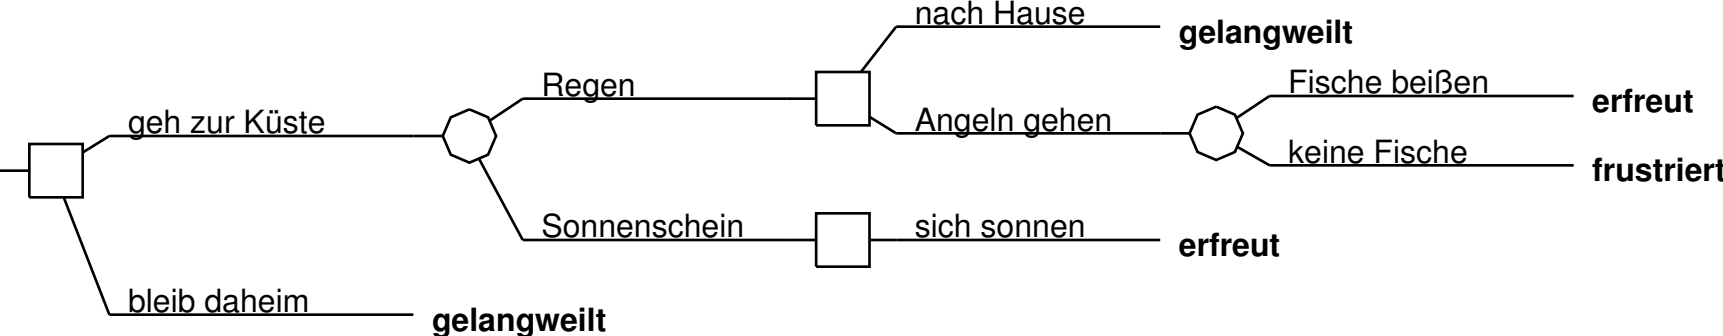 nach Hause
gelangweilt
Regen
Fische beißen
erfreut
geh zur Küste
Angeln gehen
keine Fische
frustriert
Sonnenschein
sich sonnen
erfreut
bleib daheim
gelangweilt